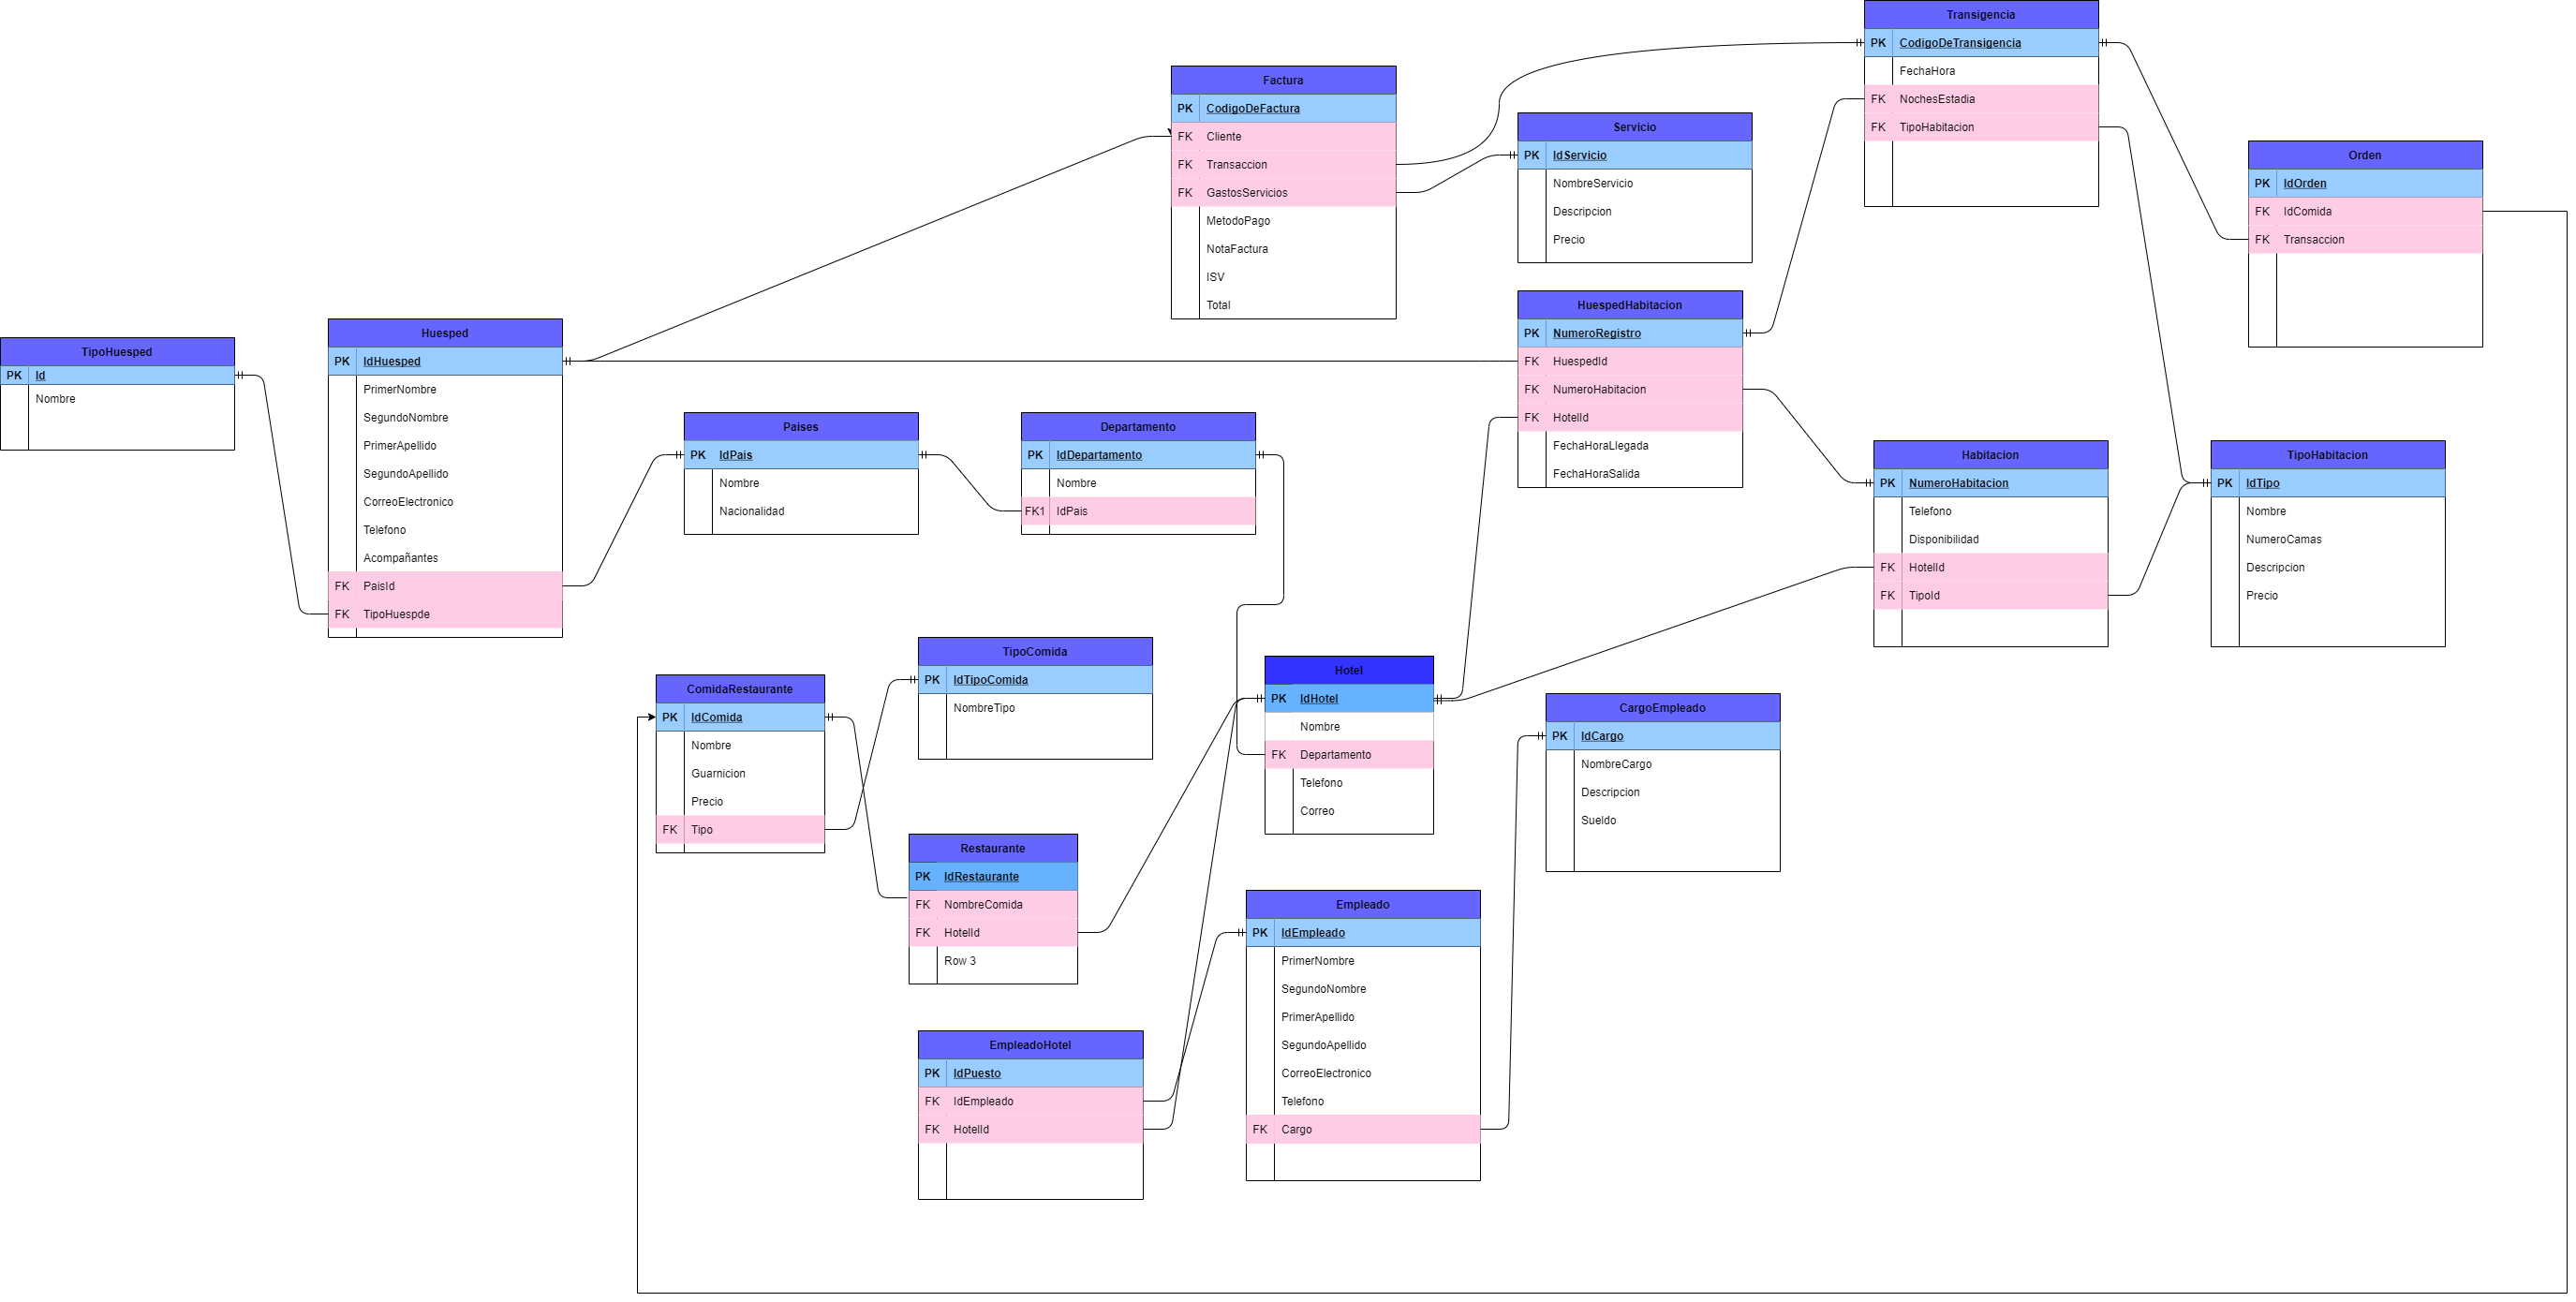 Transigencia
PK CodigoDeTransigencia
FechaHora
FK NochesEstadia
FK TipoHabitacion
Factura
PK CodigoDeFactura
FK Cliente
FK Transaccion
FK GastosServicios
MetodoPago
NotaFactura
ISV
Total
Servicio
PK IdServicio
NombreServicio
Descripcion
Precio
Orden
PK IdOrden
FK IdComida
FK Transaccion
HuespedHabitacion
PK NumeroRegistro
FK HuespedId
FK NumeroHabitacion
FK HotelId
FechaHoraLlegada
FechaHoraSalida
TipoHuesped
PK Id
Nombre
Huesped
PK IdHuesped
PrimerNombre
SegundoNombre
PrimerApellido
SegundoApellido
CorreoElectronico
Telefono
Acompañantes
FK PaisId
FK TipoHuespde
Paises
PK IdPais
Nombre
Nacionalidad
Departamento
PK IdDepartamento
Nombre
FK1 IdPais
Habitacion
PK NumeroHabitacion
Telefono
Disponibilidad
FK HotelId
FK TipoId
TipoHabitacion
PK IdTipo
Nombre
NumeroCamas
Descripcion
Precio
TipoComida
PK IdTipoComida
NombreTipo
ComidaRestaurante
PK IdComida
Nombre
Guarnicion
Precio
FK Tipo
Hotel
PK IdHotel
Nombre
FK Departamento
Telefono
Correo
CargoEmpleado
PK IdCargo
NombreCargo
Descripcion
Sueldo
Restaurante
PK IdRestaurante
FK NombreComida
FK HotelId
Row 3
Empleado
PK IdEmpleado
PrimerNombre
SegundoNombre
PrimerApellido
SegundoApellido
CorreoElectronico
Telefono
FK Cargo
EmpleadoHotel
PK IdPuesto
FK IdEmpleado
FK HotelId